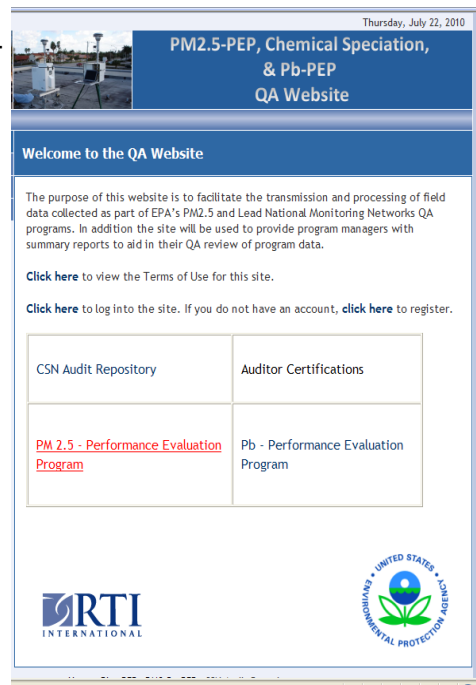 Thursday, July 22, 2010
PM2.5-PEP, Chemical Speciation,
& Pb-PEP
QA Website
Welcome to the QA Website
The purpose of this website is to facilitate the transmission and processing of field
data collected as part of EPA's PM2.5 and Lead National Monitoring Networks QA
programs. In addition the site will be used to provide program managers with
summary reports to aid in their QA review of program data.
Click here to view the Terms of Use for this site.
Click here to log into the site. If you do not have an account, click here to register.
CSN Audit Repository
Auditor Certifications
PM 2.5 - Performance Evaluation
Program
Pb - Performance Evaluation
Program
RTI
INTERNATIONAL
UNITED STATES
ENVIRONMENTAL PROTECTION AGENCY